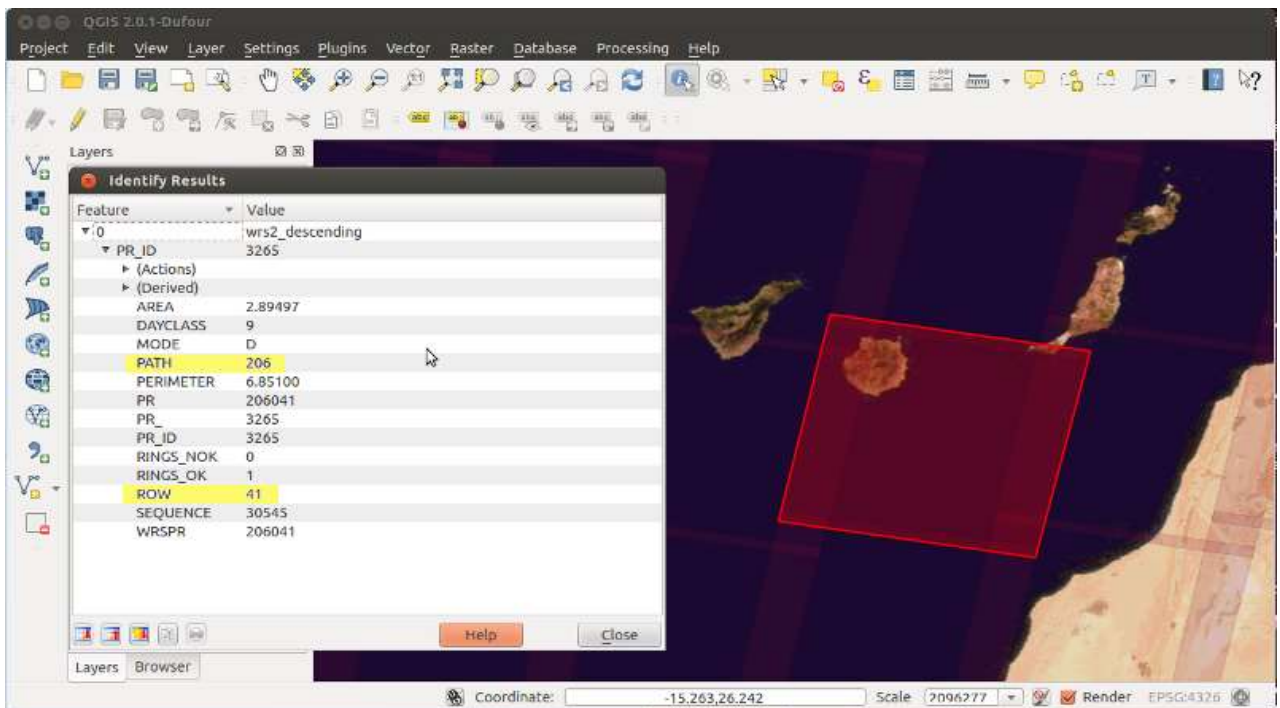 QGIS 2.0.1-Dufour
Project Edit View Layer Settings Plugins Vector Raster Database Processing Help
Layers
Identify Results
Feature Value
0 wrs2_descending
PR_ID 3265
(Actions)
(Derived)
AREA 2.89497
DAYCLASS 9
MODE D
PATH 206
PERIMETER 6.85100
PR 206041
PR_ 3265
PR_ID 3265
RINGS_NOK 0
RINGS_OK 1
ROW 41
SEQUENCE 30545
WRSPR 206041
Help Close
Layers Browser
Coordinate: -15.263,26.242 Scale 2096277 Render EPSG:4326